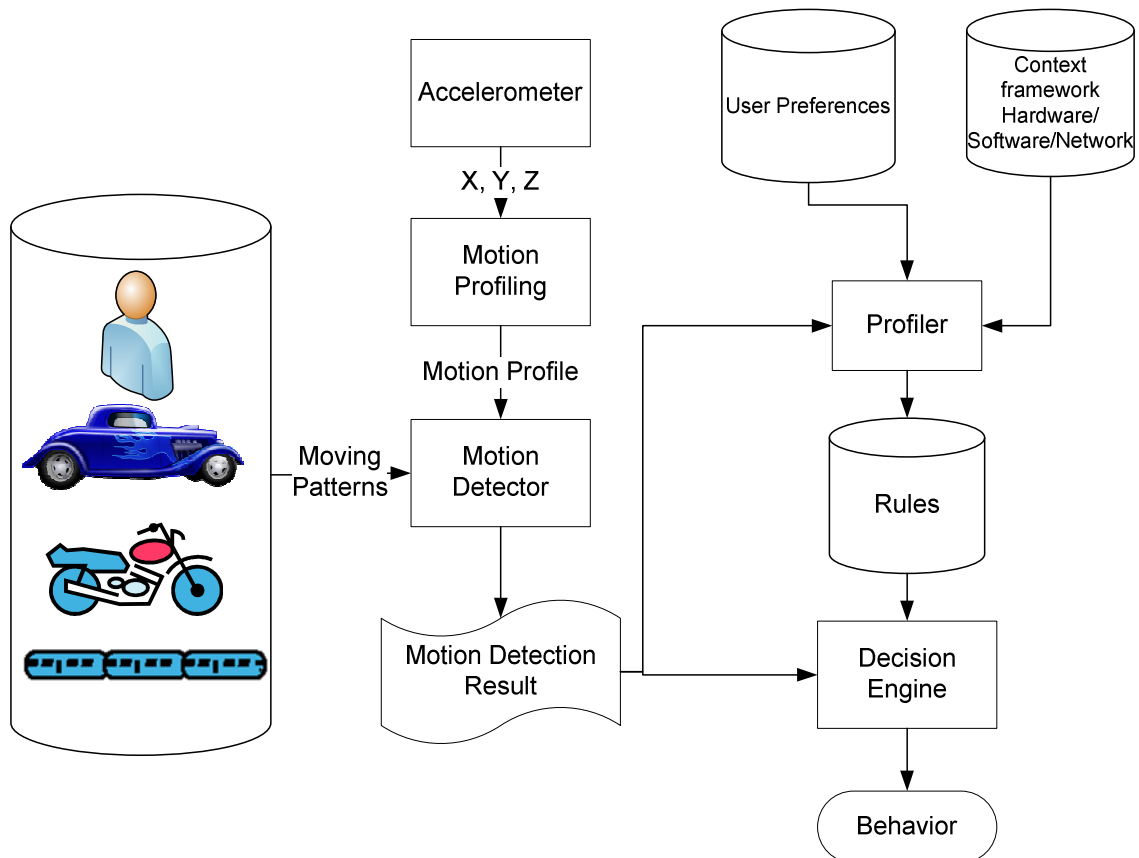 Accelerometer
X, Y, Z
Motion
Profiling
Motion Profile
Moving
Patterns
Motion
Detector
Motion Detection
Result
User Preferences
Context
framework
Hardware/
Software/Network
Profiler
Rules
Decision
Engine
Behavior